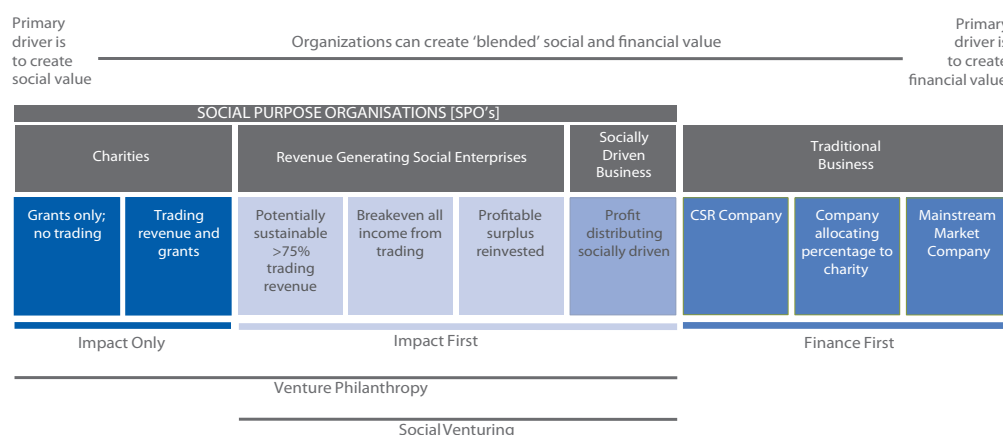 Primary
driver is
to create
social value
Organizations can create ‘blended’ social and financial value
Primary
driver is
to create
financial value
SOCIAL PURPOSE ORGANISATIONS [SPO's]
Charities
Revenue Generating Social Enterprises
Socially
Driven
Business
Traditional
Business
Grants only;
no trading
Trading
revenue and
grants
Potentially
sustainable
>75%
trading
revenue
Breakeven all
income from
trading
Profitable
surplus
reinvested
Profit
distributing
socially driven
CSR Company
Company
allocating
percentage to
charity
Mainstream
Market
Company
Impact Only
Impact First
Finance First
Venture Philanthropy
Social Venturing